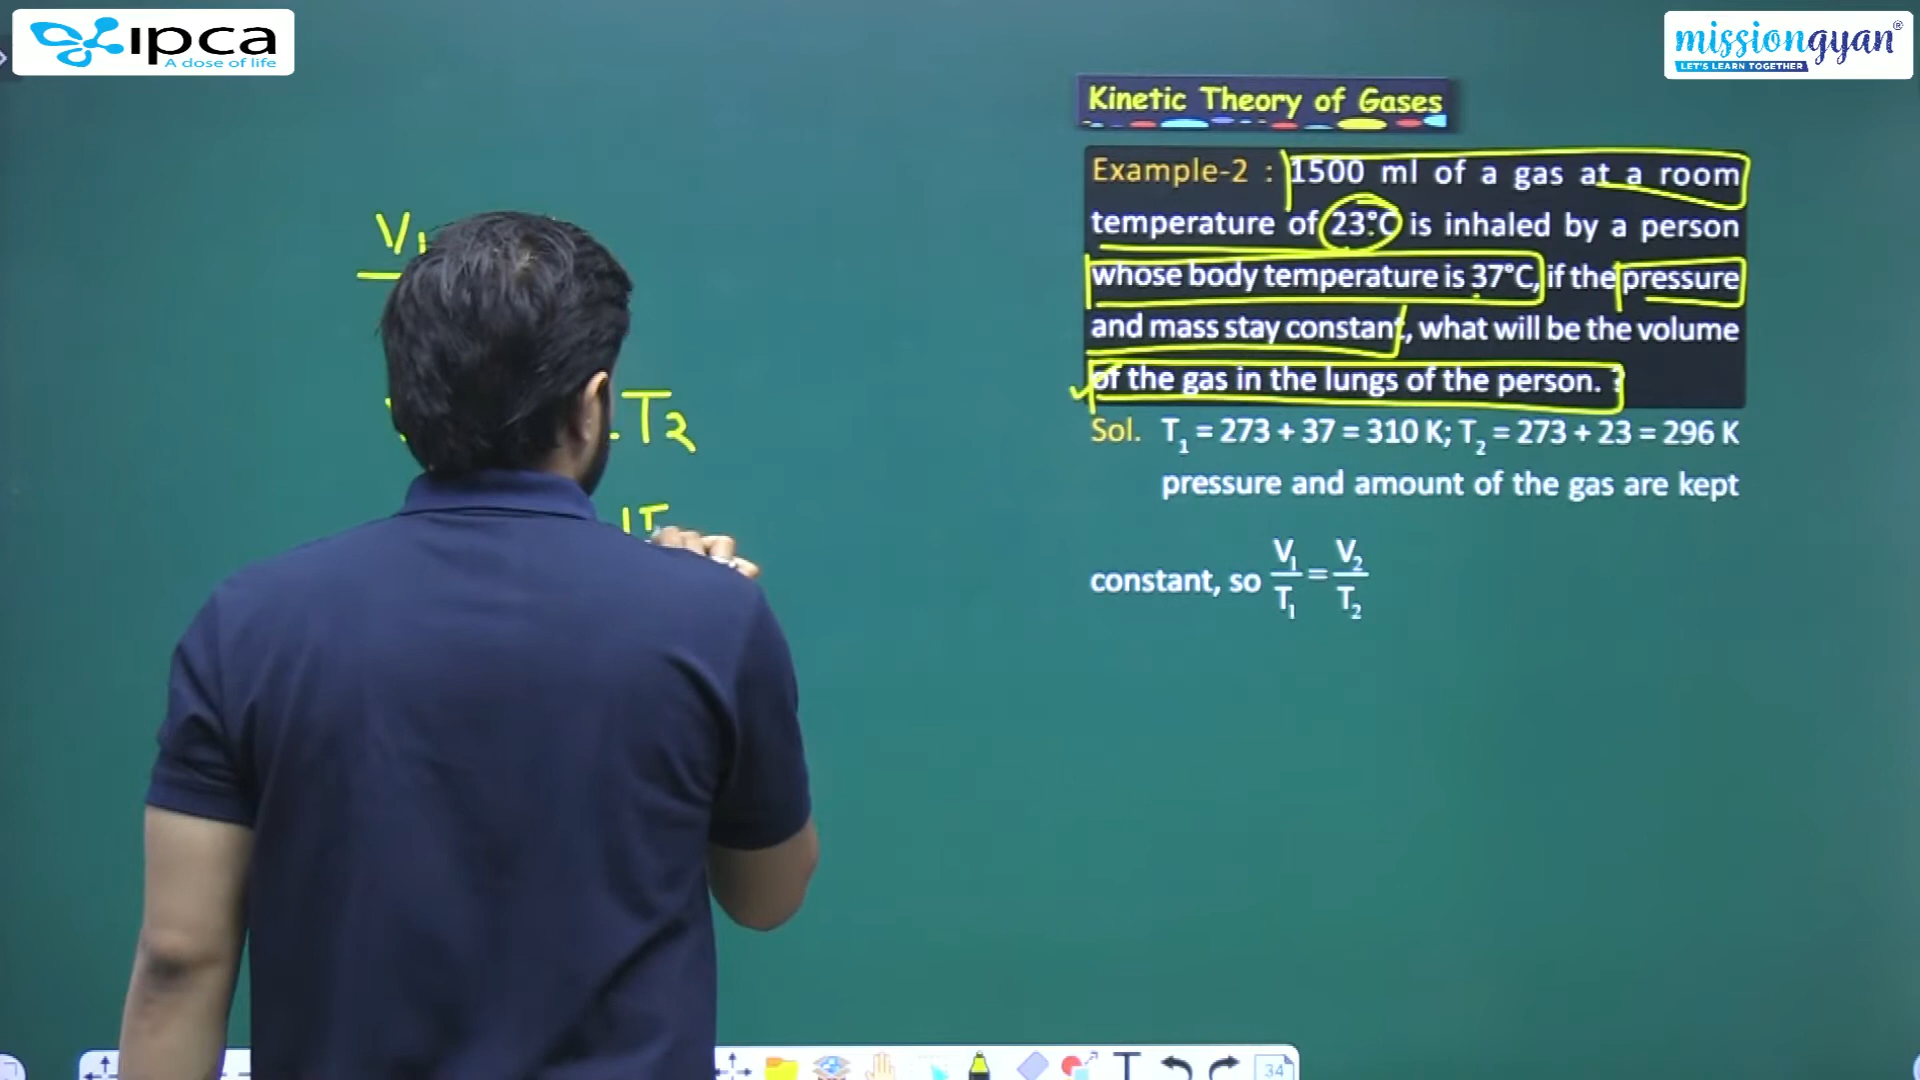 ipca
A dose of life
missiongyan®
LET'S LEARN TOGETHER
Kinetic Theory of Gases
Example-2 : 1500 ml of a gas at a room
temperature of 23°C is inhaled by a person
whose body temperature is 37°C, if the pressure
and mass stay constant, what will be the volume
of the gas in the lungs of the person. ?
Sol. T₁ = 273 + 37 = 310 K; T₂ = 273 + 23 = 296 K
pressure and amount of the gas are kept
constant, so V₁/T₁ = V₂/T₂
V₁
T₂
15
34